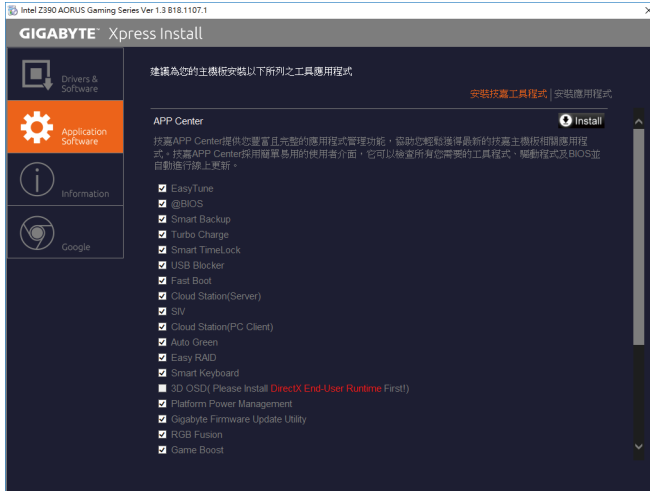 Intel Z390 AORUS Gaming Series Ver 1.3 B18.1107.1
GIGABYTE™ Xpress Install
Drivers &
Software
Application
Software
Information
Google
建議為您的主機板安裝以下所列之工具應用程式
安裝技嘉工具程式 | 安裝應用程式
APP Center
Install
技嘉APP Center提供您豐富且完整的應用程式管理功能，協助您輕鬆獲得最新的技嘉主機板相關應用程
式。技嘉APP Center採用簡單易用的使用者介面，它可以檢查所有您需要的工具程式、驅動程式及BIOS並
自動進行線上更新。
EasyTune
@BIOS
Smart Backup
Turbo Charge
Smart TimeLock
USB Blocker
Fast Boot
Cloud Station(Server)
SIV
Cloud Station(PC Client)
Auto Green
Easy RAID
Smart Keyboard
3D OSD( Please Install DirectX End-User Runtime First!)
Platform Power Management
Gigabyte Firmware Update Utility
RGB Fusion
Game Boost